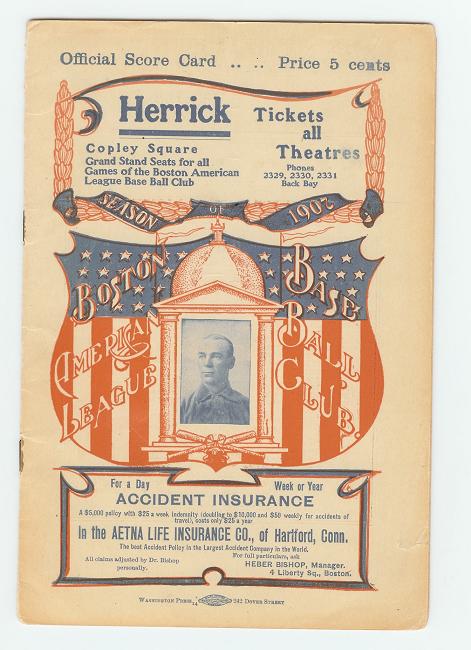 Official Score Card .. .. Price 5 cents
Herrick
Copley Square
Grand Stand Seats for all
Games of the Boston American
League Base Ball Club
Tickets
all
Theatres
Phones
2329, 2330, 2331
Back Bay
SEASON OF 1907
BOSTON
AMERICAN
LEAGUE
BASE
BALL
CLUB.
For a Day Week or Year
ACCIDENT INSURANCE
A $5,000 policy with $25 a week indemnity (doubling to $10,000 and $50 weekly for accidents of
travel), costs only $25 a year
In the AETNA LIFE INSURANCE CO., of Hartford, Conn.
The best Accident Policy in the Largest Accident Company in the World.
All claims adjusted by Dr. Bishop
personally.
For full particulars, ask
HEBER BISHOP, Manager.
4 Liberty Sq., Boston.
WASHINGTON PRESS, 242 DOVER STREET